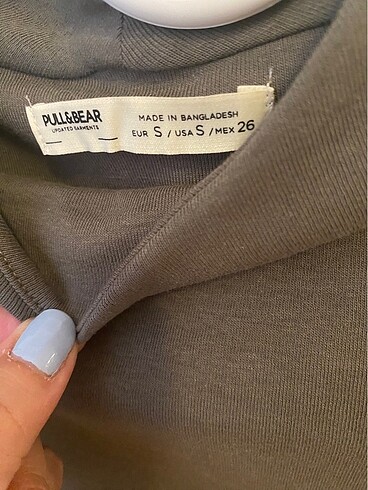 PULL&BEAR
UPDATED GARMENTS
MADE IN BANGLADESH
EUR S / USA S / MEX 26